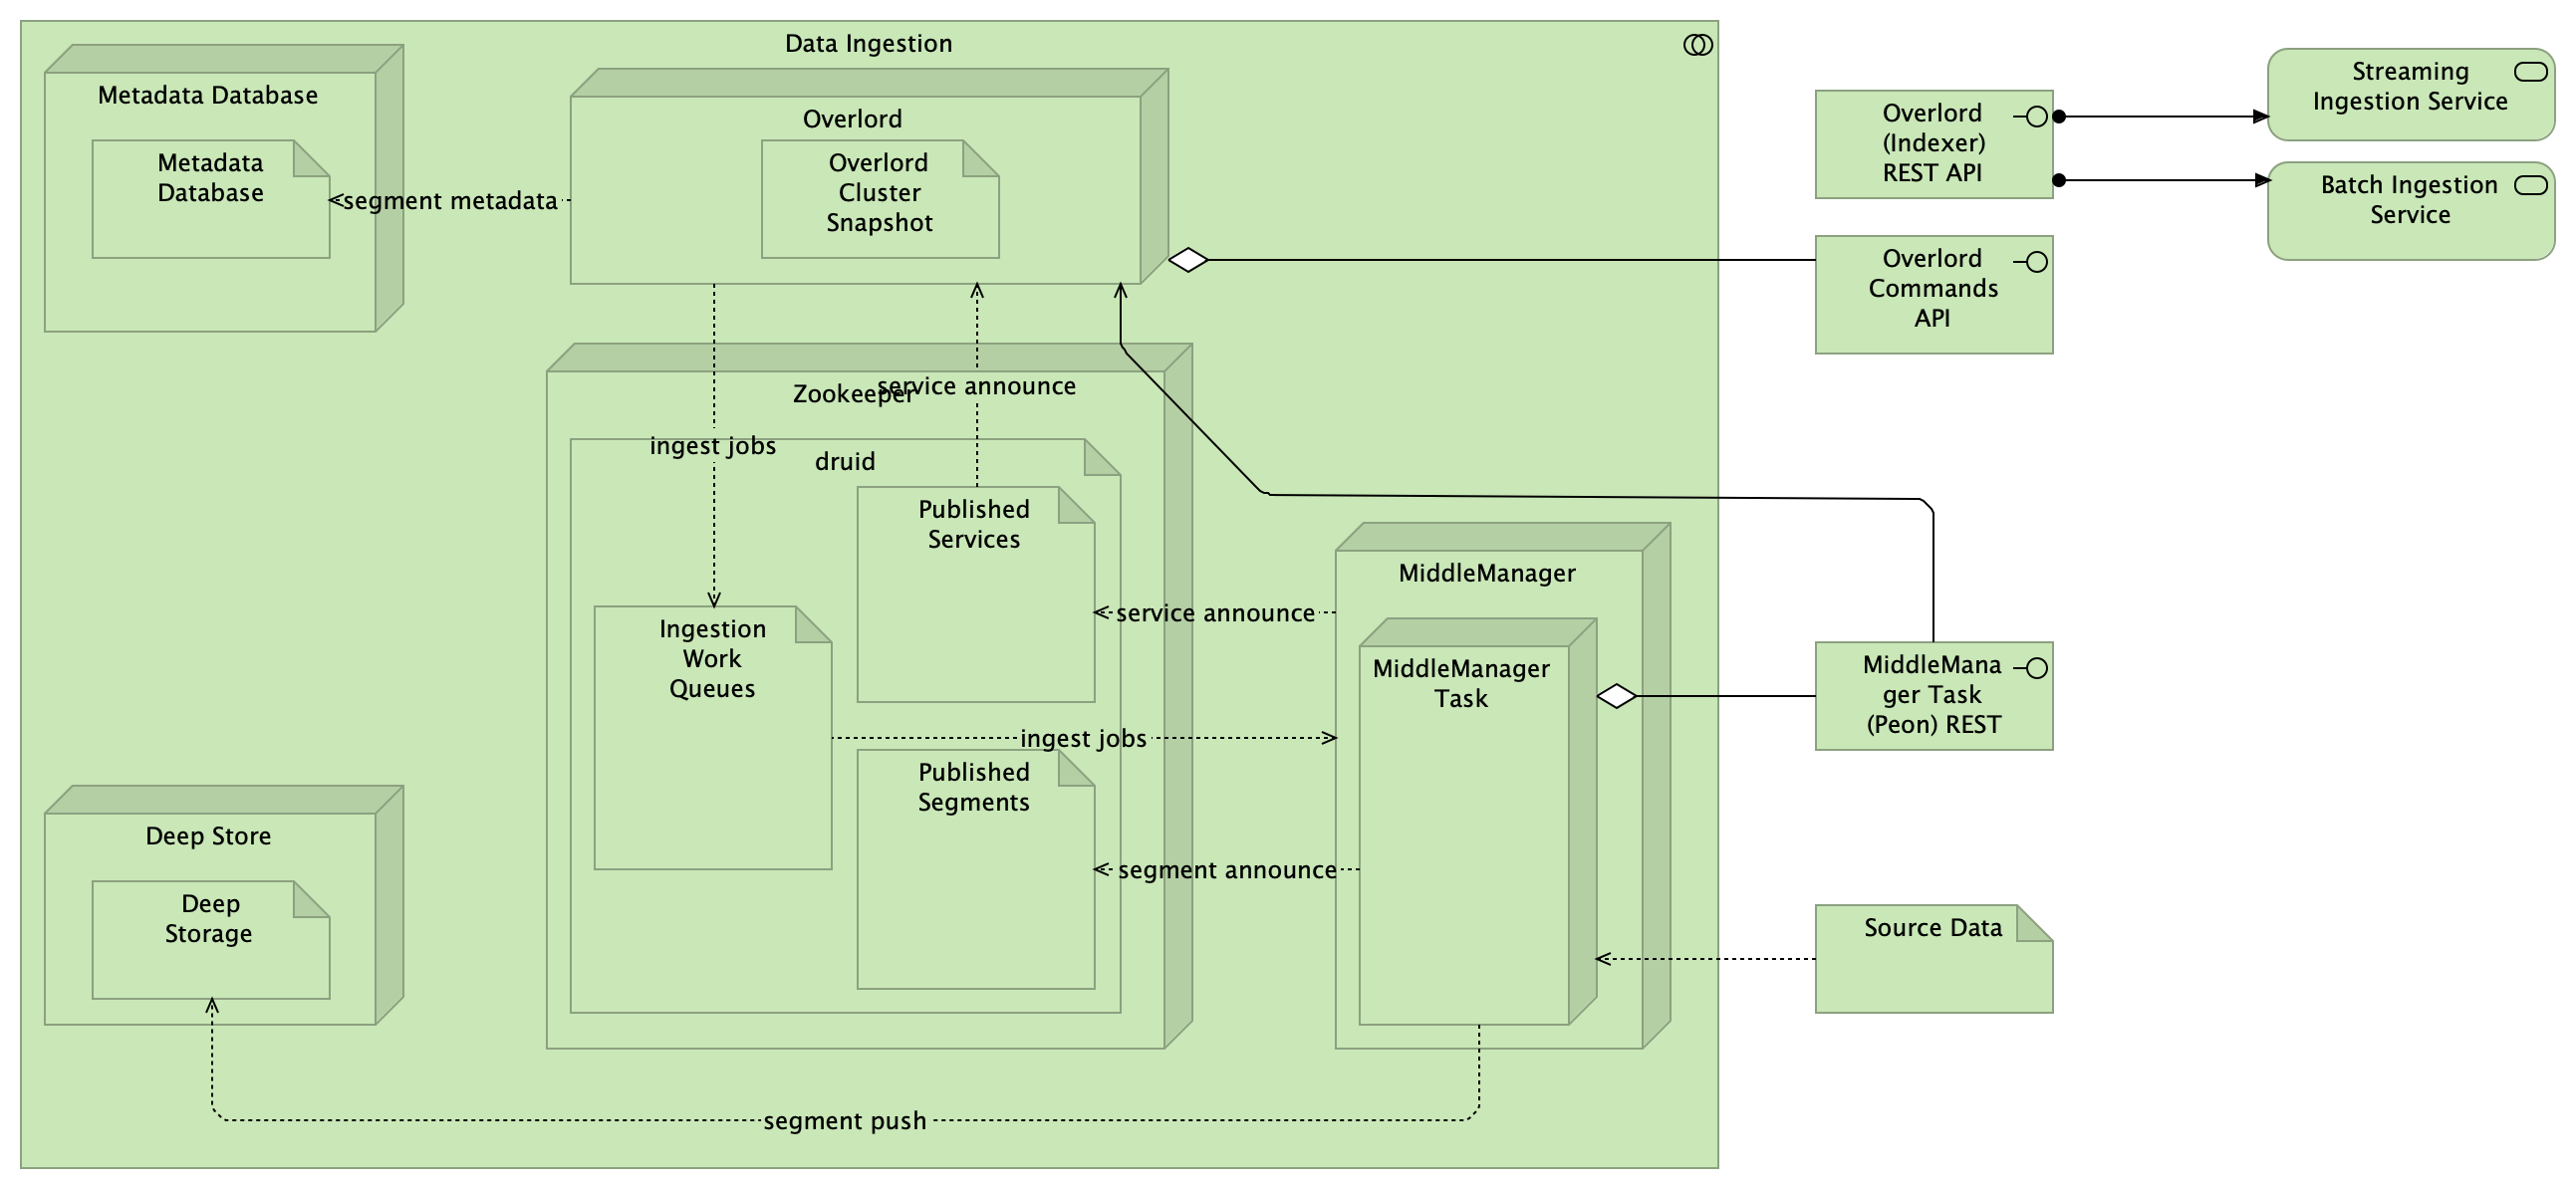 Data Ingestion
Metadata Database
Metadata
Database
segment metadata
Overlord
Overlord
Cluster
Snapshot
Overlord
(Indexer)
REST API
Streaming
Ingestion Service
Batch Ingestion
Service
Overlord
Commands
API
Zookeeper
service announce
ingest jobs
druid
Published
Services
Ingestion
Work
Queues
service announce
MiddleManager
MiddleManager
Task
MiddleMana
ger Task
(Peon) REST
ingest jobs
Published
Segments
segment announce
Deep Store
Deep
Storage
Source Data
segment push